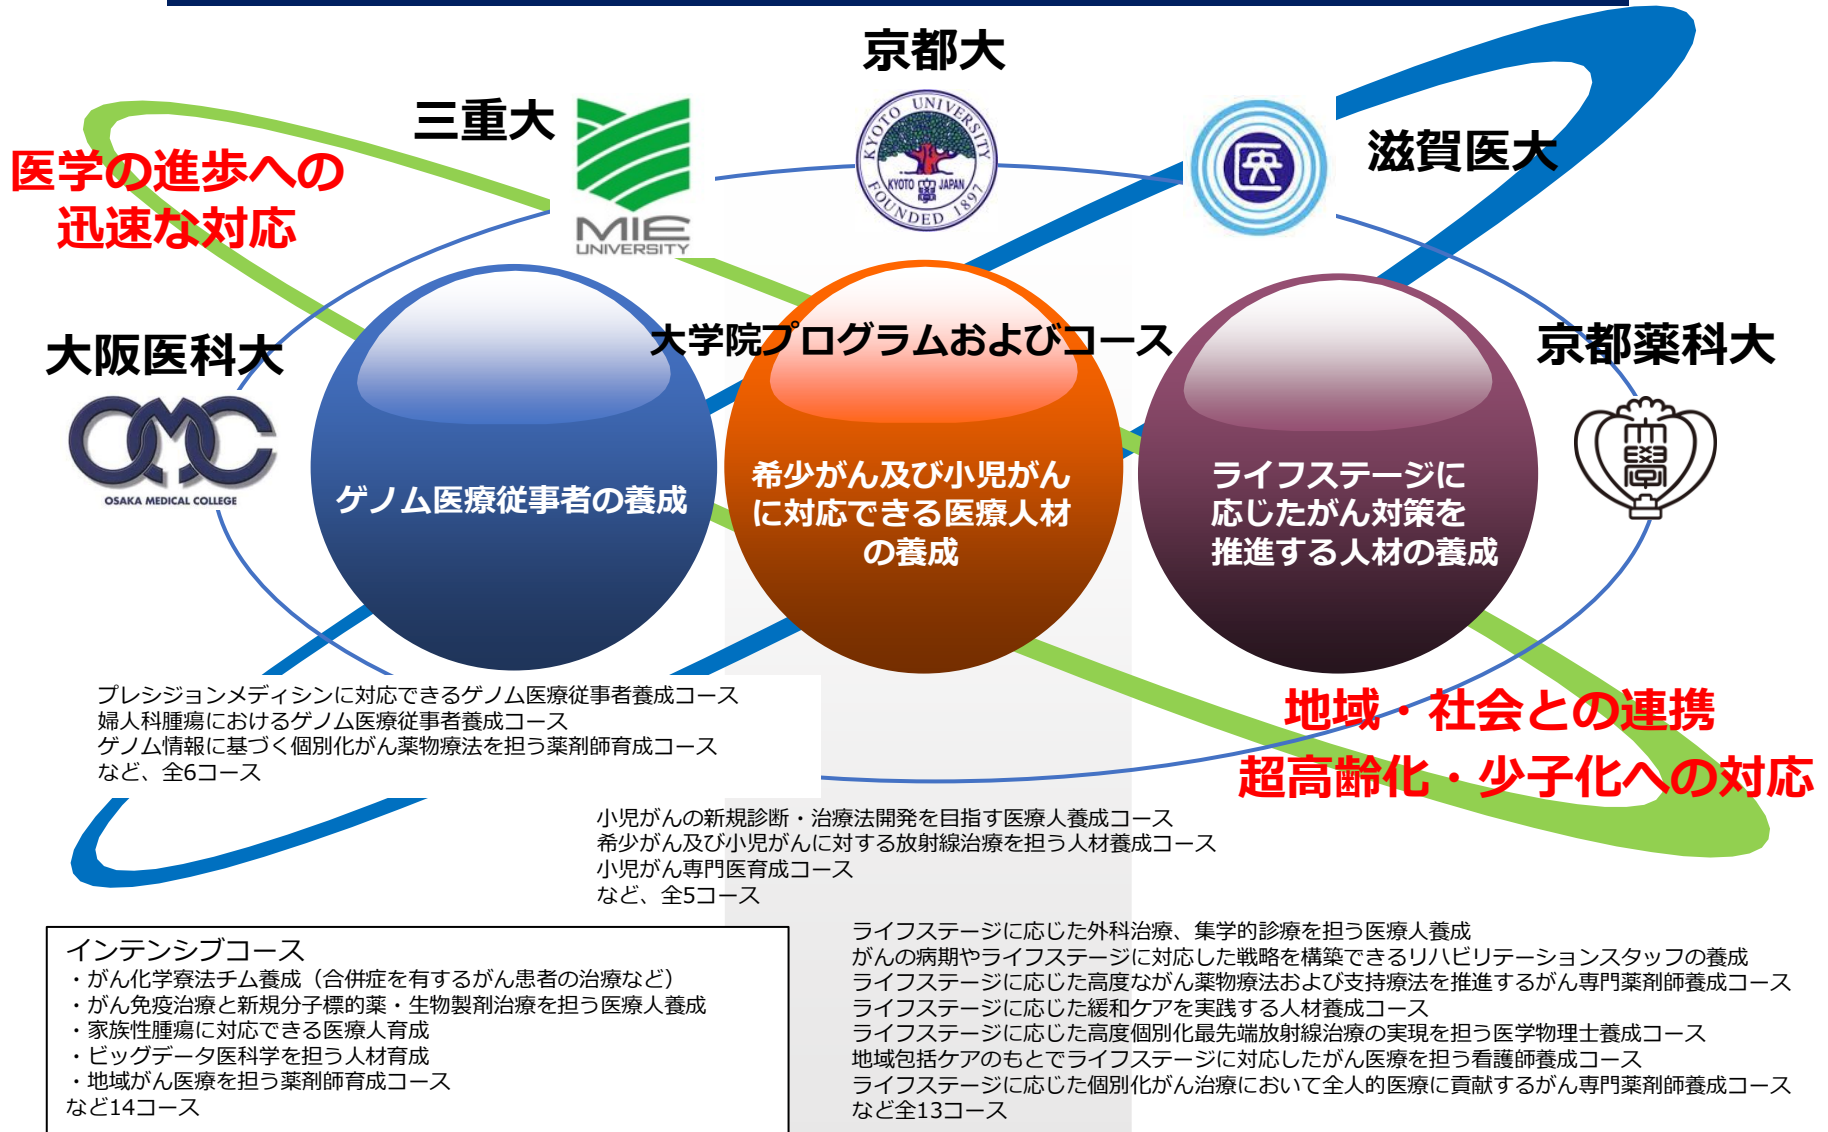 京都大
三重大
滋賀医大
KYOTO UNIVERSITY
KYOTO JAPAN
FOUNDED 1897
医
MIE
UNIVERSITY
医学の進歩への
迅速な対応
大阪医科大
OMC
OSAKA MEDICAL COLLEGE
京都薬科大
大学院プログラムおよびコース
ゲノム医療従事者の養成
希少がん及び小児がん
に対応できる医療人材
の養成
ライフステージに
応じたがん対策を
推進する人材の養成
地域・社会との連携
超高齢化・少子化への対応
プレシジョンメディシンに対応できるゲノム医療従事者養成コース
婦人科腫瘍におけるゲノム医療従事者養成コース
ゲノム情報に基づく個別化がん薬物療法を担う薬剤師育成コース
など、全6コース
小児がんの新規診断・治療法開発を目指す医療人養成コース
希少がん及び小児がんに対する放射線治療を担う人材養成コース
小児がん専門医育成コース
など、全5コース
インテンシブコース
・がん化学寮法チム養成（合併症を有するがん患者の治療など）
・がん免疫治療と新規分子標的薬・生物製剤治療を担う医療人養成
・家族性腫瘍に対応できる医療人育成
・ビッグデータ医科学を担う人材育成
・地域がん医療を担う薬剤師育成コース
など14コース
ライフステージに応じた外科治療、集学的診療を担う医療人養成
がんの病期やライフステージに対応した戦略を構築できるリハビリテーションスタッフの養成
ライフステージに応じた高度ながん薬物療法および支持療法を推進するがん専門薬剤師養成コース
ライフステージに応じた緩和ケアを実践する人材養成コース
ライフステージに応じた高度個別化最先端放射線治療の実現を担う医学物理士養成コース
地域包括ケアのもとでライフステージに対応したがん医療を担う看護師養成コース
ライフステージに応じた個別化がん治療において全人的医療に貢献するがん専門薬剤師養成コース
など全13コース